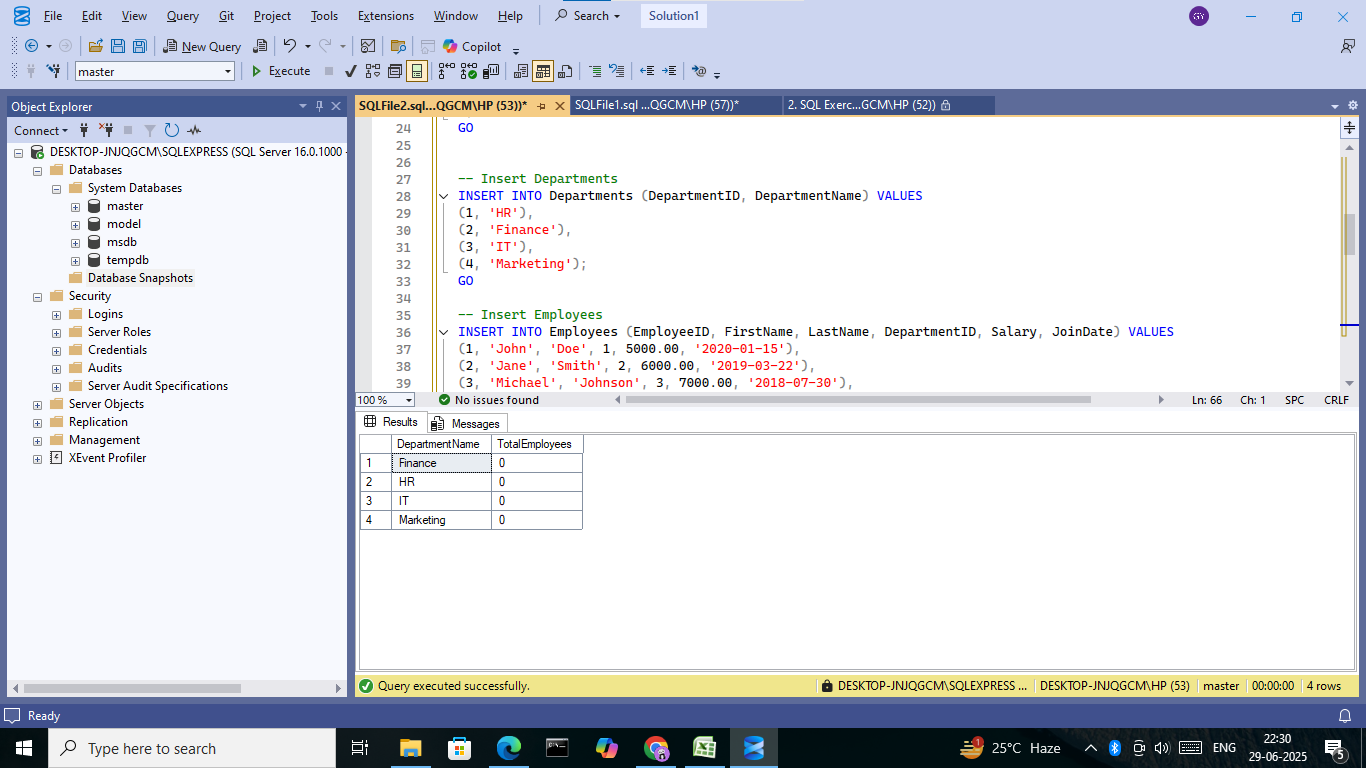 File Edit View Query Git Project Tools Extensions Window Help Search Solution1 GY
New Query Copilot
master Execute
Object Explorer
Connect
DESKTOP-JNJQGCM\SQLEXPRESS (SQL Server 16.0.1000 -
Databases
System Databases
master
model
msdb
tempdb
Database Snapshots
Security
Logins
Server Roles
Credentials
Audits
Server Audit Specifications
Server Objects
Replication
Management
XEvent Profiler
SQLFile2.sql...QGCM\HP (53))* SQLFile1.sql ...QGCM\HP (57))* 2. SQL Exerc...GCM\HP (52))
24 GO
25
26
27 -- Insert Departments
28 INSERT INTO Departments (DepartmentID, DepartmentName) VALUES
29 (1, 'HR'),
30 (2, 'Finance'),
31 (3, 'IT'),
32 (4, 'Marketing');
33 GO
34
35 -- Insert Employees
36 INSERT INTO Employees (EmployeeID, FirstName, LastName, DepartmentID, Salary, JoinDate) VALUES
37 (1, 'John', 'Doe', 1, 5000.00, '2020-01-15'),
38 (2, 'Jane', 'Smith', 2, 6000.00, '2019-03-22'),
39 (3, 'Michael', 'Johnson', 3, 7000.00, '2018-07-30'),
100 % No issues found Ln: 66 Ch: 1 SPC CRLF
Results Messages
DepartmentName TotalEmployees
1 Finance 0
2 HR 0
3 IT 0
4 Marketing 0
Query executed successfully. DESKTOP-JNJQGCM\SQLEXPRESS ... DESKTOP-JNJQGCM\HP (53) master 00:00:00 4 rows
Ready
Type here to search 1 25°C Haze ENG 22:30
29-06-2025 5